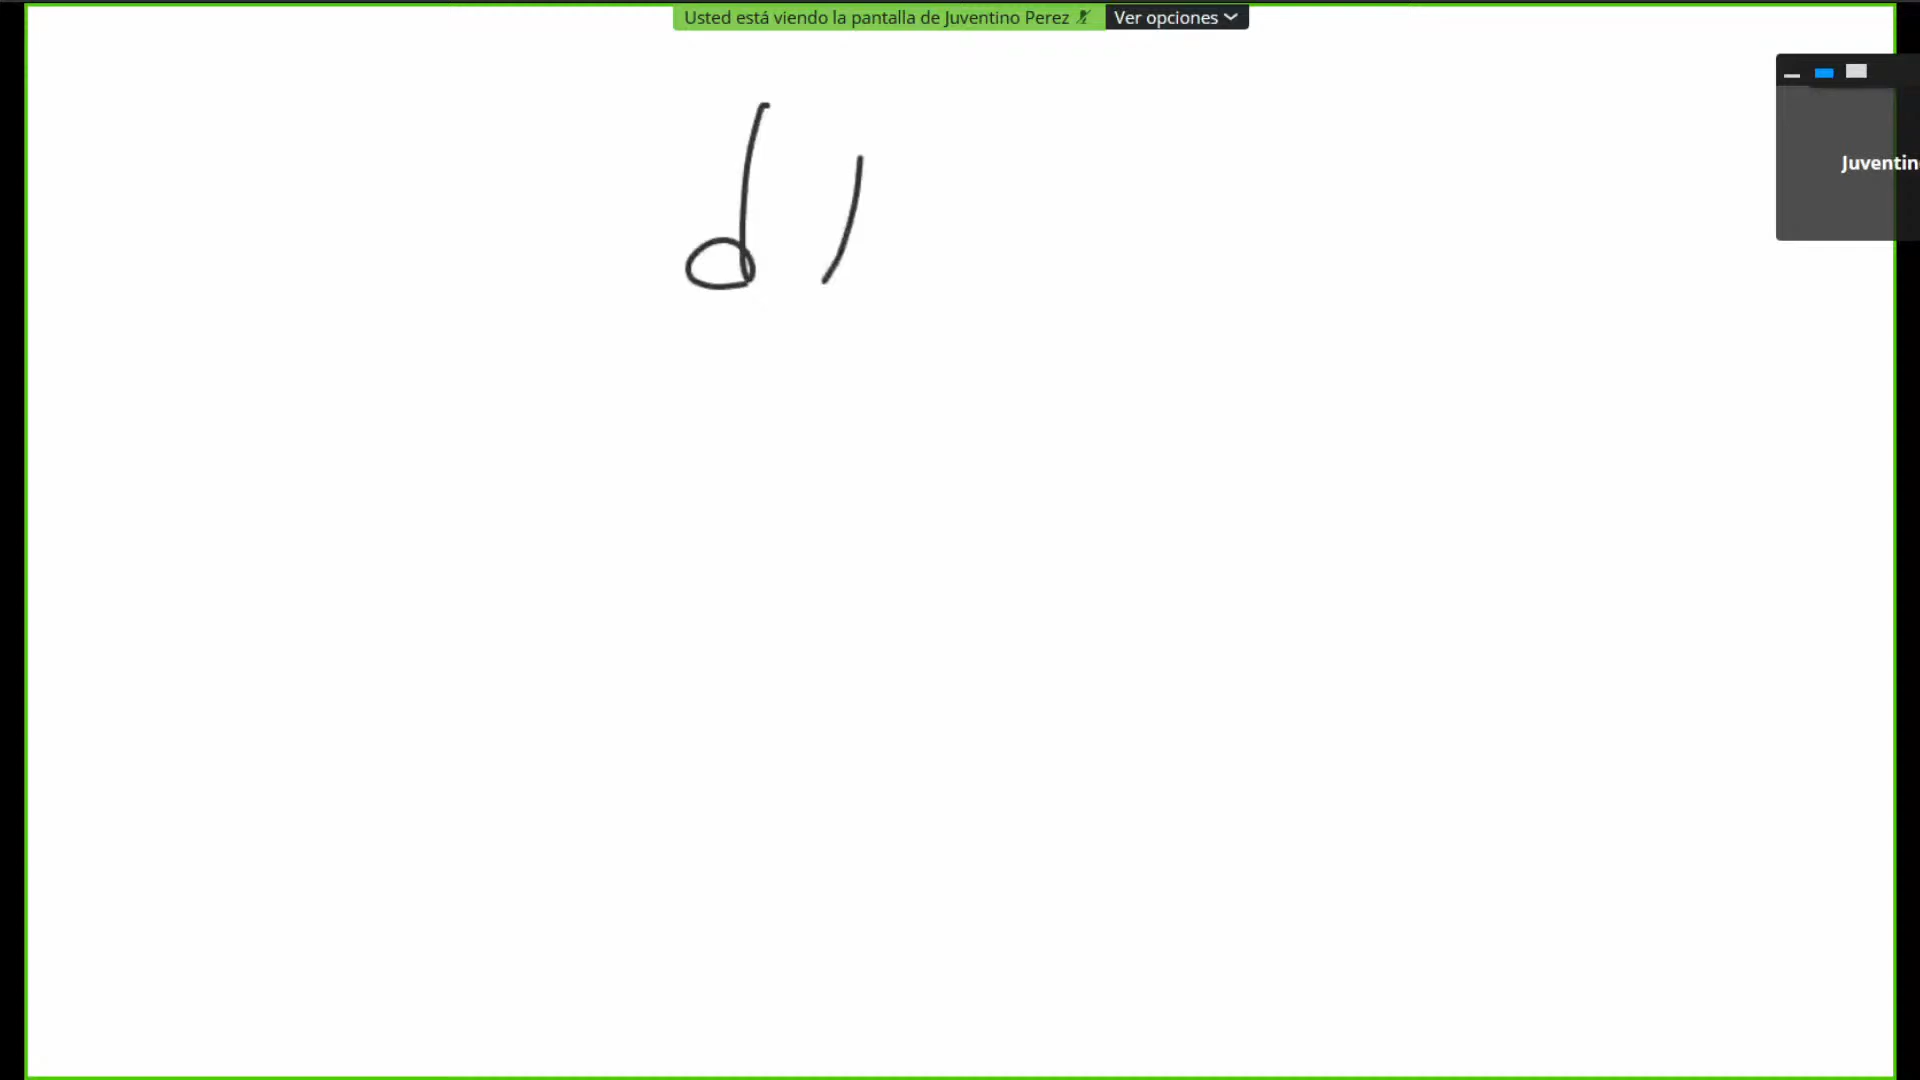 Usted está viendo la pantalla de Juventino Perez
Ver opciones
Juventin
d